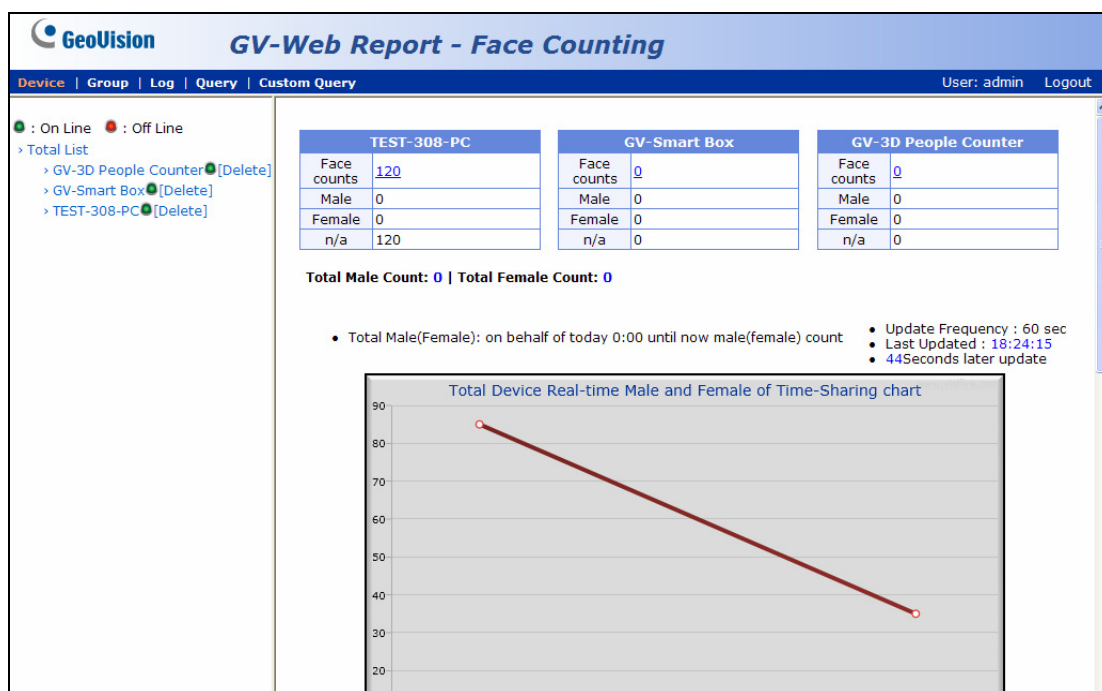 GeoVision
GV-Web Report - Face Counting
Device | Group | Log | Query | Custom Query
User: admin Logout
: On Line : Off Line
› Total List
› GV-3D People Counter[Delete]
› GV-Smart Box[Delete]
› TEST-308-PC[Delete]
TEST-308-PC
Face counts 120
Male 0
Female 0
n/a 120
GV-Smart Box
Face counts 0
Male 0
Female 0
n/a 0
GV-3D People Counter
Face counts 0
Male 0
Female 0
n/a 0
Total Male Count: 0 | Total Female Count: 0
• Total Male(Female): on behalf of today 0:00 until now male(female) count
• Update Frequency : 60 sec
• Last Updated : 18:24:15
• 44Seconds later update
Total Device Real-time Male and Female of Time-Sharing chart
90
80
70
60
50
40
30
20